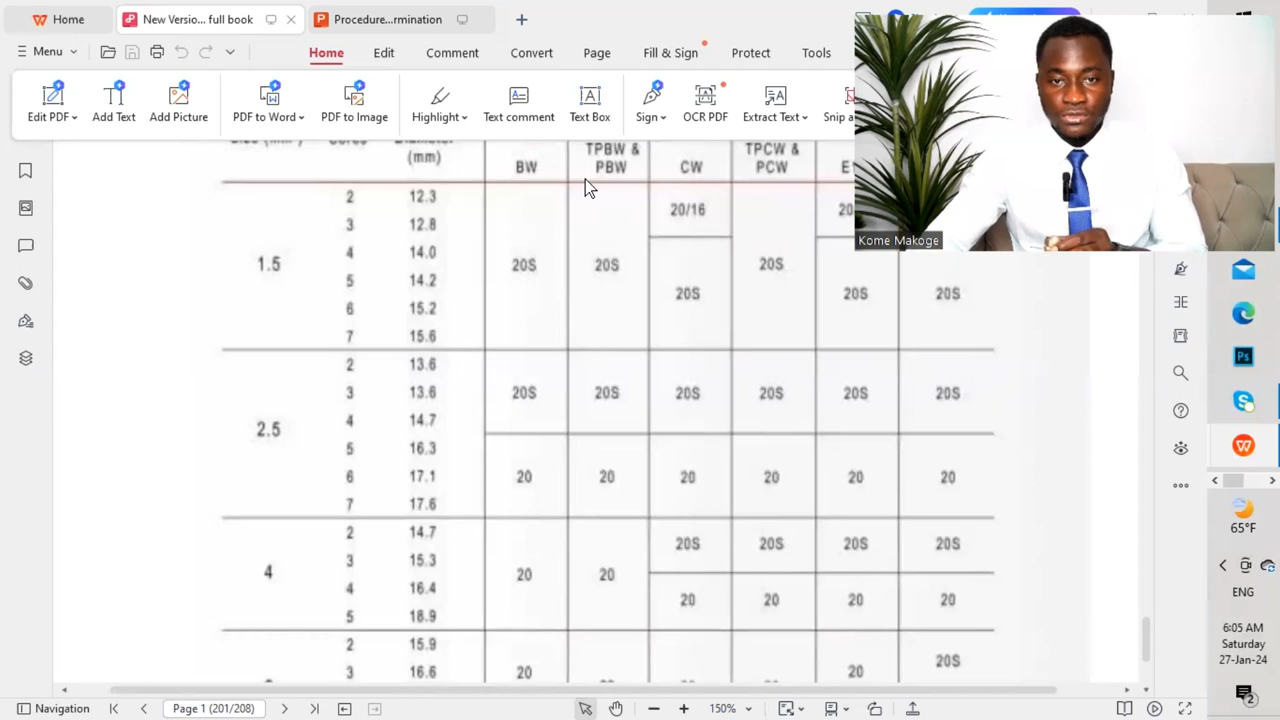 Home
New Versio... full book
Procedure...rmination
Menu
Home
Edit
Comment
Convert
Page
Fill & Sign
Protect
Tools
Edit PDF
Add Text
Add Picture
PDF to Word
PDF to Image
Highlight
Text comment
Text Box
Sign
OCR PDF
Extract Text
Snip a
(mm)
BW
TPBW &
PBW
CW
TPCW &
PCW
E
Kome Makoge
1.5
2 12.3
3 12.8
4 14.0
5 14.2
6 15.2
7 15.6
20S 20S 20/16 20S 20
20S 20S 20S
2.5
2 13.6
3 13.6
4 14.7
5 16.3
6 17.1
7 17.6
20S 20S 20S 20S 20S 20S
20 20 20 20 20 20
4
2 14.7
3 15.3
4 16.4
5 18.9
20 20 20S 20S 20S 20S
20 20 20 20
2 15.9
3 16.6 20 20 20S
65°F
ENG
6:05 AM
Saturday
27-Jan-24
2
Navigation
Page 1 (201/208)
150%